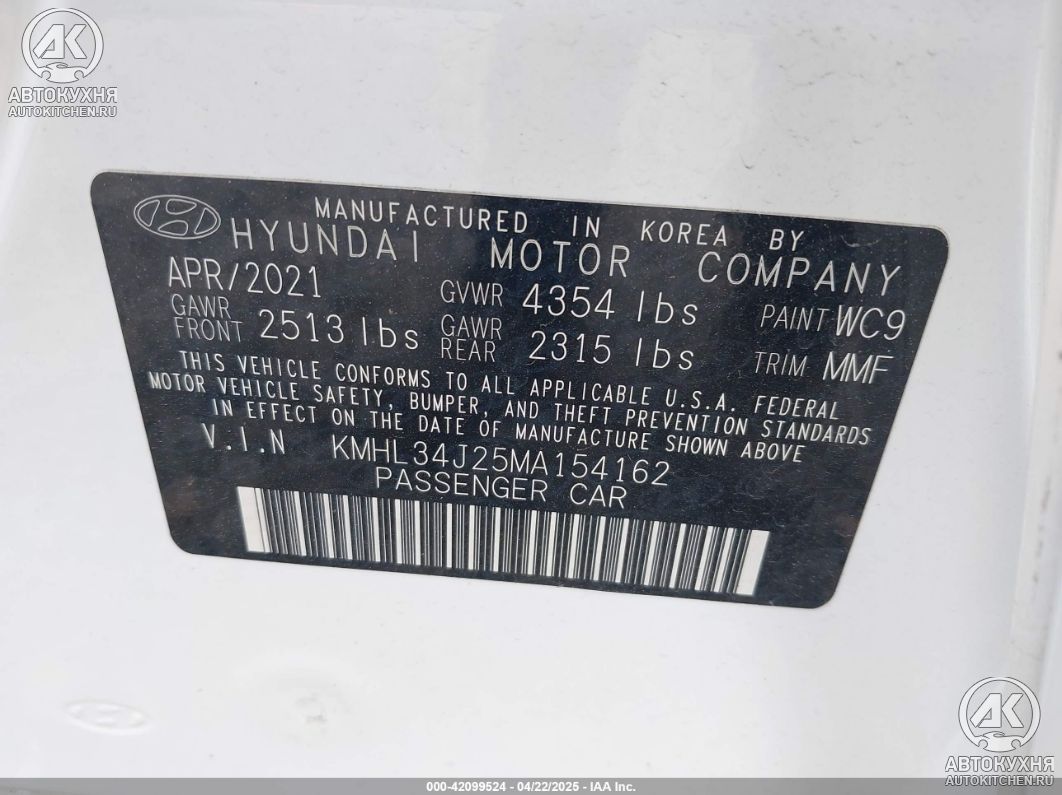 AK
АВТОКУХНЯ
AUTOKITCHEN.RU
MANUFACTURED IN KOREA BY
HYUNDAI MOTOR COMPANY
APR/2021 GVWR 4354 lbs PAINT WC9
GAWR FRONT 2513 lbs GAWR REAR 2315 lbs TRIM MMF
THIS VEHICLE CONFORMS TO ALL APPLICABLE U.S.A. FEDERAL
MOTOR VEHICLE SAFETY, BUMPER, AND THEFT PREVENTION STANDARDS
IN EFFECT ON THE DATE OF MANUFACTURE SHOWN ABOVE
V.I.N KMHL34J25MA154162
PASSENGER CAR
AK
АВТОКУХНЯ
AUTOKITCHEN.RU
000-42099524 - 04/22/2025 - IAA Inc.